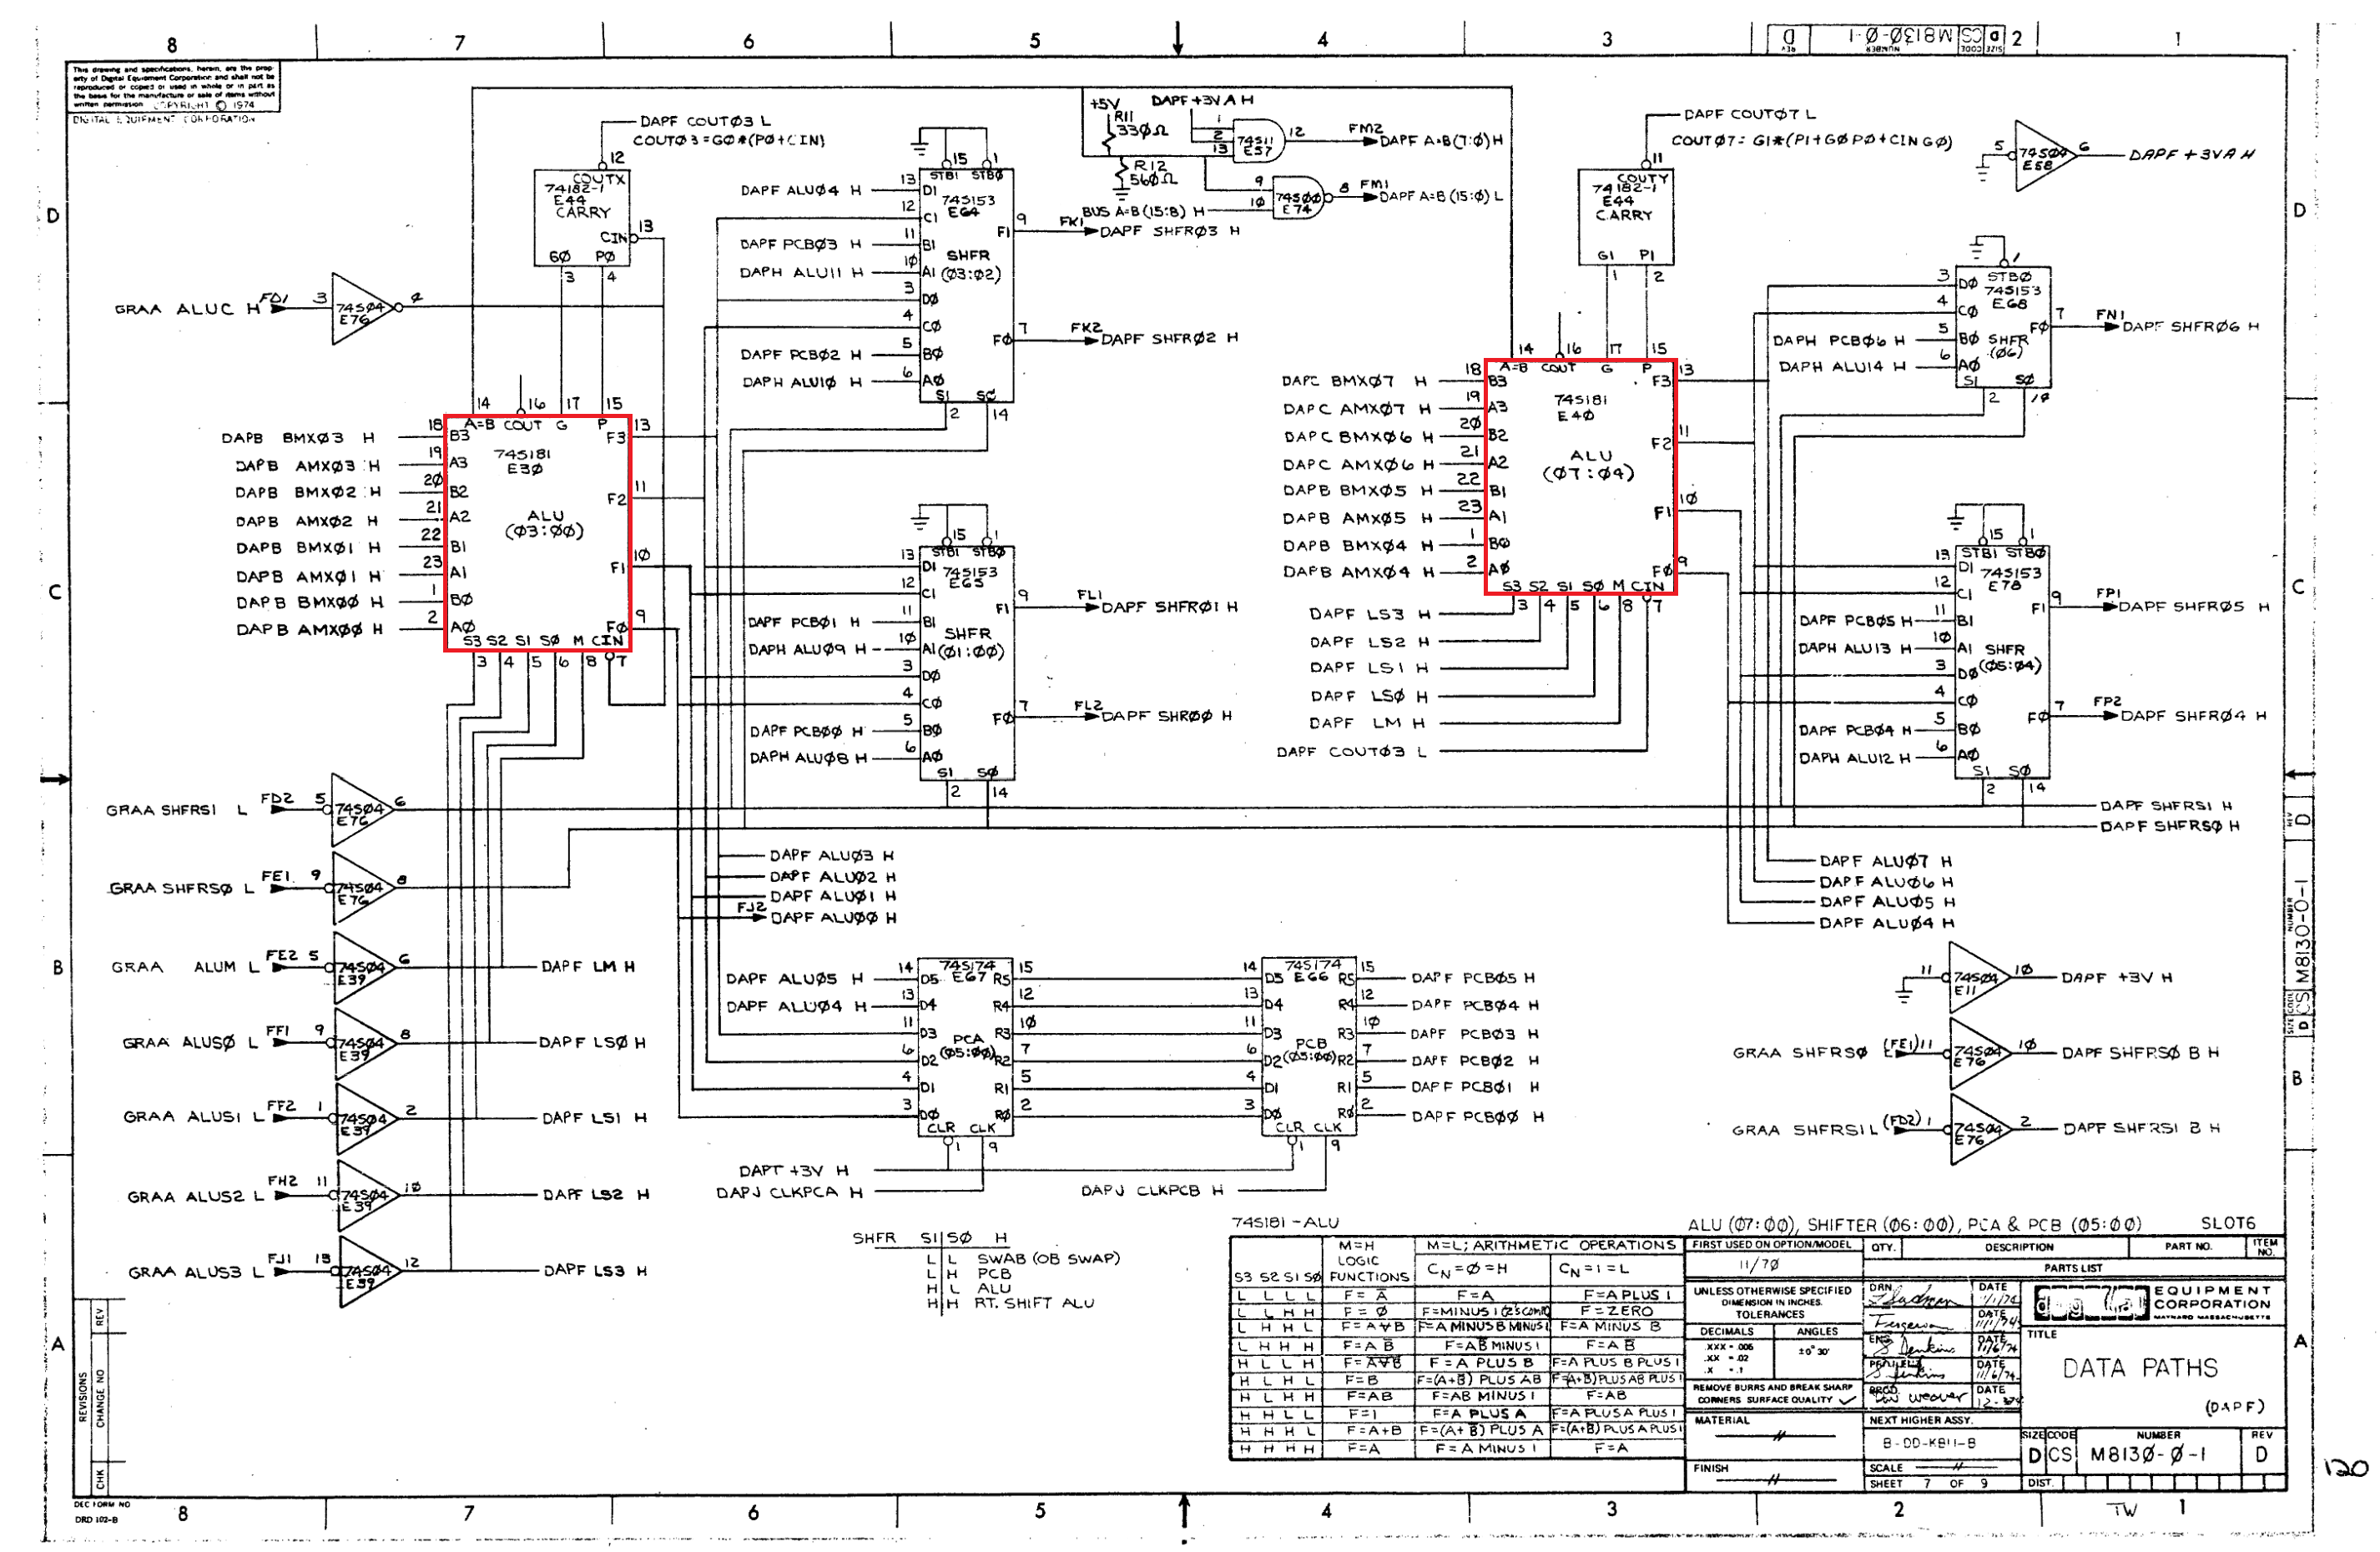 8 7 6 5 4 3 2 1
D CS M8130-0-1 D
SIZE CODE NUMBER REV
This drawing and specifications, herein, are the prop-
erty of Digital Equipment Corporation and shall not be
reproduced or copied or used in whole or in part as
the basis for the manufacture or sale of items without
written permission. COPYRIGHT © 1974
DIGITAL EQUIPMENT CORPORATION
DAPF COUTØ3 L
COUTØ3=GØ*(PØ+CIN)
12
COUTX
74182-1
E44
CARRY
CIN 13
GØ PØ
3 4
GRAA ALUC H FD1 3 74SØ4 E76 4
14 16 17 15
A=B COUT G P
74S181
E3Ø
ALU
(Ø3:ØØ)
DAPB BMXØ3 H 18 B3
DAPB AMXØ3 H 19 A3
DAPB BMXØ2 H 2Ø B2
DAPB AMXØ2 H 21 A2
DAPB BMXØ1 H 22 B1
DAPB AMXØ1 H 23 A1
DAPB BMXØØ H 1 BØ
DAPB AMXØØ H 2 AØ
F3 13
F2 11
F1 1Ø
FØ 9
S3 S2 S1 SØ M CIN
3 4 5 6 8 7
15 1
STB1 STBØ
74S153
E64
SHFR
(Ø3:Ø2)
DAPF ALUØ4 H 13 D1
12 C1
DAPF PCBØ3 H 11 B1
DAPH ALU11 H 1Ø A1
3 DØ
4 CØ
DAPF PCBØ2 H 5 BØ
DAPH ALU1Ø H 6 AØ
F1 9 FK1 DAPF SHFRØ3 H
FØ 7 FK2 DAPF SHFRØ2 H
S1 SØ
2 14
15 1
STB1 STBØ
74S153
E65
SHFR
(Ø1:ØØ)
13 D1
12 C1
DAPF PCBØ1 H 11 B1
DAPH ALUØ9 H 1Ø A1
3 DØ
4 CØ
DAPF PCBØØ H 5 BØ
DAPH ALUØ8 H 6 AØ
F1 9 FL1 DAPF SHFRØ1 H
FØ 7 FL2 DAPF SHRØØ H
S1 SØ
2 14
+5V
R11
33ØΩ
R12
56ØΩ
DAPF +3V A H
1 2 13 74S11 E57 12 FM2 DAPF A=B(7:Ø) H
BUS A=B(15:8) H 9 1Ø 74SØØ E74 8 FM1 DAPF A=B(15:Ø) L
DAPF COUTØ7 L
COUTØ7= G1*(P1+GØPØ+CINGØ)
11
COUTY
74182-1
E44
CARRY
G1 P1
1 2
5 74SØ4 E58 6 DAPF +3VA H
14 16 17 15
A=B COUT G P
74S181
E4Ø
ALU
(Ø7:Ø4)
DAPC BMXØ7 H 18 B3
DAPC AMXØ7 H 19 A3
DAPC BMXØ6 H 2Ø B2
DAPC AMXØ6 H 21 A2
DAPB BMXØ5 H 22 B1
DAPB AMXØ5 H 23 A1
DAPB BMXØ4 H 1 BØ
DAPB AMXØ4 H 2 AØ
F3 13
F2 11
F1 1Ø
FØ 9
S3 S2 S1 SØ M CIN
3 4 5 6 8 7
DAPF LS3 H
DAPF LS2 H
DAPF LS1 H
DAPF LSØ H
DAPF LM H
DAPF COUTØ3 L
1
STBØ
74S153
E68
SHFR
(Ø6)
3 DØ
4 CØ
DAPH PCBØ6 H 5 BØ
DAPH ALU14 H 6 AØ
FØ 7 FN1 DAPF SHFRØ6 H
S1 SØ
2 14
15 1
STB1 STBØ
74S153
E78
SHFR
(Ø5:Ø4)
13 D1
12 C1
DAPF PCBØ5 H 11 B1
DAPH ALU13 H 1Ø A1
3 DØ
4 CØ
DAPF PCBØ4 H 5 BØ
DAPH ALU12 H 6 AØ
F1 9 FP1 DAPF SHFRØ5 H
FØ 7 FP2 DAPF SHFRØ4 H
S1 SØ
2 14
DAPF SHFRS1 H
DAPF SHFRSØ H
GRAA SHFRS1 L FD2 5 74SØ4 E76 6
GRAA SHFRSØ L FE1 9 74SØ4 E76 8
GRAA ALUM L FE2 5 74SØ4 E39 6 DAPF LM H
GRAA ALUSØ L FF1 9 74SØ4 E39 8 DAPF LSØ H
GRAA ALUS1 L FF2 1 74SØ4 E39 2 DAPF LS1 H
GRAA ALUS2 L FH2 11 74SØ4 E39 1Ø DAPF LS2 H
GRAA ALUS3 L FJ1 13 74SØ4 E39 12 DAPF LS3 H
DAPF ALUØ3 H
DAPF ALUØ2 H
DAPF ALUØ1 H
FJ2 DAPF ALUØØ H
DAPF ALUØ7 H
DAPF ALUØ6 H
DAPF ALUØ5 H
DAPF ALUØ4 H
74S174
E67
PCA
(Ø5:ØØ)
DAPF ALUØ5 H 14 D5 R5 15
DAPF ALUØ4 H 13 D4 R4 12
11 D3 R3 1Ø
6 D2 R2 7
4 D1 R1 5
3 DØ RØ 2
CLR CLK
1 9
DAPT +3V H
DAPJ CLKPCA H
74S174
E66
PCB
(Ø5:ØØ)
14 D5 R5 15 DAPF PCBØ5 H
13 D4 R4 12 DAPF PCBØ4 H
11 D3 R3 1Ø DAPF PCBØ3 H
6 D2 R2 7 DAPF PCBØ2 H
4 D1 R1 5 DAPF PCBØ1 H
3 DØ RØ 2 DAPF PCBØØ H
CLR CLK
1 9
DAPJ CLKPCB H
11 74SØ4 E11 1Ø DAPF +3V H
GRAA SHFRSØ (FE1) 11 74SØ4 E76 1Ø DAPF SHFRSØ B H
GRAA SHFRS1L (FD2) 1 74SØ4 E76 2 DAPF SHFRS1 B H
SHFR S1 SØ H
L L SWAB (OB SWAP)
L H PCB
H L ALU
H H RT. SHIFT ALU
74S181 - ALU
M=H LOGIC FUNCTIONS
M=L; ARITHMETIC OPERATIONS
S3 S2 S1 SØ
CN=Ø=H CN=1=L
L L L L F=A̅ F=A F=A PLUS 1
L L H H F=Ø F=MINUS 1(2'S COMP) F=ZERO
L H H L F=A∀B F=A MINUS B MINUS 1 F=A MINUS B
L H H H F=AB̅ F=AB̅ MINUS 1 F=AB̅
H L L H F=A∀B F=A PLUS B F=A PLUS B PLUS 1
H L H L F=B F=(A+B̅) PLUS AB F=(A+B̅) PLUS AB PLUS 1
H L H H F=AB F=AB MINUS 1 F=AB
H H L L F=1 F=A PLUS A F=A PLUS A PLUS 1
H H H L F=A+B F=(A+B̅) PLUS A F=(A+B̅) PLUS A PLUS 1
H H H H F=A F=A MINUS 1 F=A
ALU (Ø7:ØØ), SHIFTER (Ø6:ØØ), PCA & PCB (Ø5:ØØ) SLOT6
FIRST USED ON OPTION/MODEL
11/7Ø
QTY. DESCRIPTION PART NO. ITEM NO.
PARTS LIST
UNLESS OTHERWISE SPECIFIED
DIMENSION IN INCHES.
TOLERANCES
DECIMALS ANGLES
.XXX = .005
.XX = .02
.X = .1
±0° 30'
REMOVE BURRS AND BREAK SHARP
CORNERS SURFACE QUALITY
MATERIAL
FINISH
DRN. DATE
ENG. DATE
PROD. DATE
digital EQUIPMENT
CORPORATION
MAYNARD MASSACHUSETTS
TITLE
DATA PATHS
(DAPF)
NEXT HIGHER ASSY.
B-DD-KB11-B
SCALE
SHEET 7 OF 9
SIZE CODE NUMBER REV
D CS M813Ø-Ø-1 D
DIST.
REVISIONS
CHK CHANGE NO REV
DEC FORM NO
DRD 102-B
8 7 6 5 4 3 2 1
TW
120
D C B A
D C B A
SIZE CODE NUMBER REV
D CS M8130-0-1 D